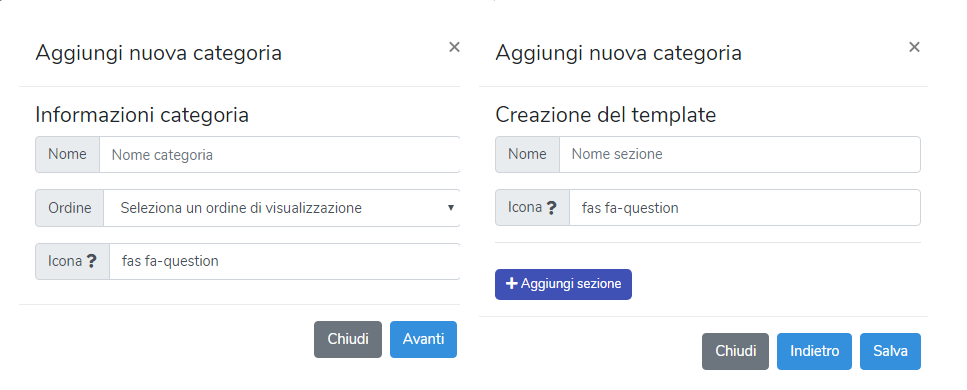 Aggiungi nuova categoria ×
Informazioni categoria
Nome Nome categoria
Ordine Seleziona un ordine di visualizzazione
Icona ? fas fa-question
Chiudi Avanti
Aggiungi nuova categoria ×
Creazione del template
Nome Nome sezione
Icona ? fas fa-question
+ Aggiungi sezione
Chiudi Indietro Salva